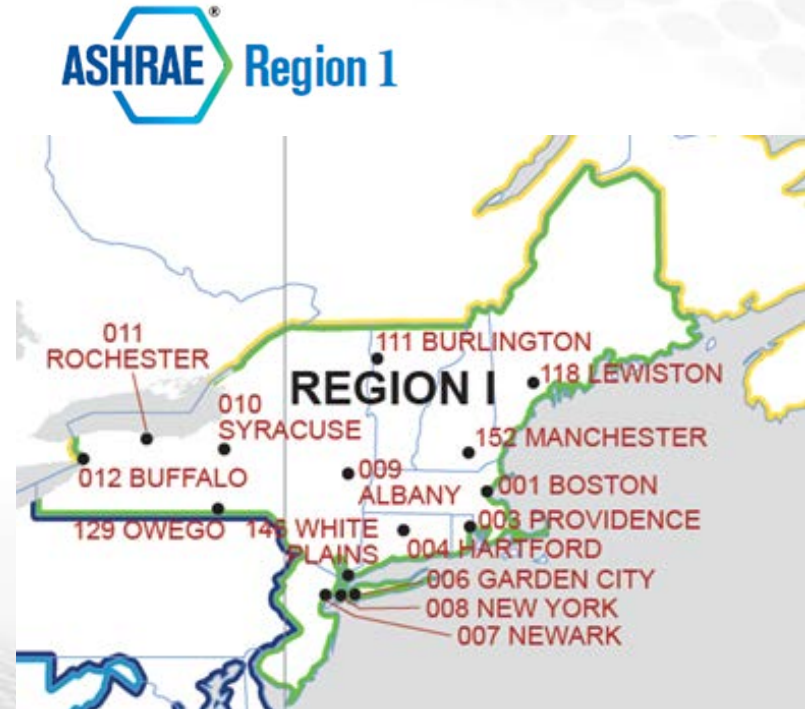 ASHRAE® Region 1
011
ROCHESTER
111 BURLINGTON
REGION I
118 LEWISTON
010
SYRACUSE
152 MANCHESTER
012 BUFFALO
009
ALBANY
001 BOSTON
129 OWEGO
WHITE
PLAINS
003 PROVIDENCE
004 HARTFORD
006 GARDEN CITY
008 NEW YORK
007 NEWARK